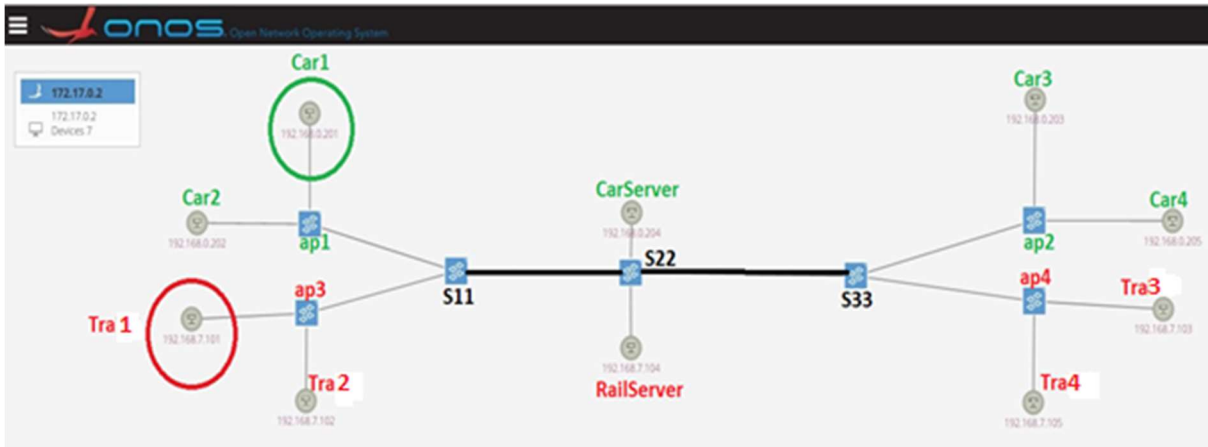 onos. Open Network Operating System
172.17.0.2
172.17.0.2
Devices 7
Car1
192.168.0.201
Car2
192.168.0.202
ap1
Tra 1
192.168.7.101
ap3
Tra 2
192.168.7.102
S11
CarServer
192.168.0.204
S22
192.168.7.104
RailServer
S33
Car3
192.168.0.203
Car4
192.168.0.205
ap2
ap4
Tra3
192.168.7.103
Tra4
192.168.7.105